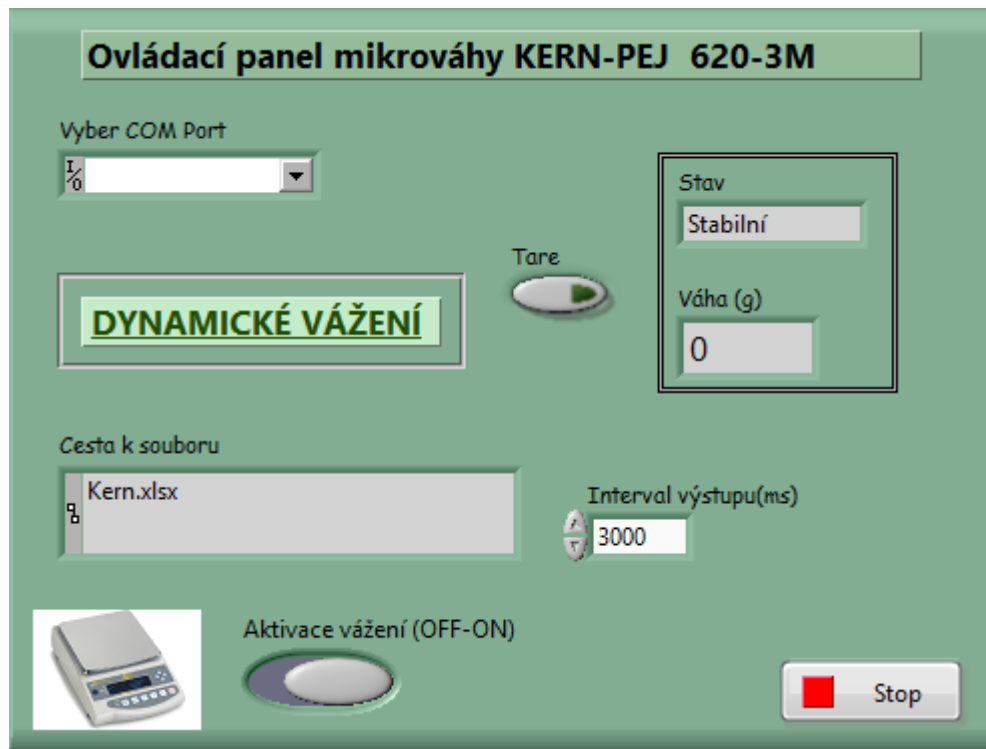 Ovládací panel mikrováhy KERN-PEJ 620-3M
Vyber COM Port
I/O
Stav
Stabilní
Tare
Váha (g)
0
DYNAMICKÉ VÁŽENÍ
Cesta k souboru
Kern.xlsx
Interval výstupu(ms)
3000
Aktivace vážení (OFF-ON)
Stop